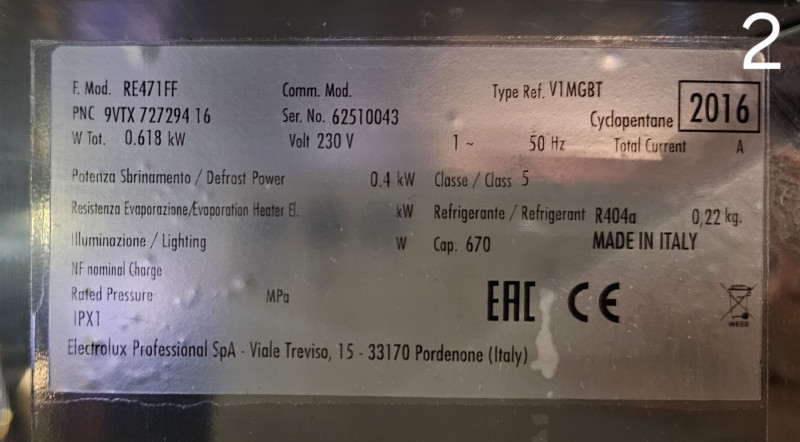 2
F. Mod. RE471FF Comm. Mod. Type Ref. V1MGBT
PNC 9VTX 727294 16 Ser. No. 62510043 Cyclopentane 2016
W Tot. 0.618 kW Volt 230 V 1 ~ 50 Hz Total Current A
Potenza Sbrinamento / Defrost Power 0.4 kW Classe / Class 5
Resistenza Evaporazione/Evaporation Heater El. kW Refrigerante / Refrigerant R404a 0,22 kg.
Illuminazione / Lighting W Cap. 670 MADE IN ITALY
NF nominal Charge
Rated Pressure MPa
IPX1
EAC CE
WEEE
Electrolux Professional SpA - Viale Treviso, 15 - 33170 Pordenone (Italy)